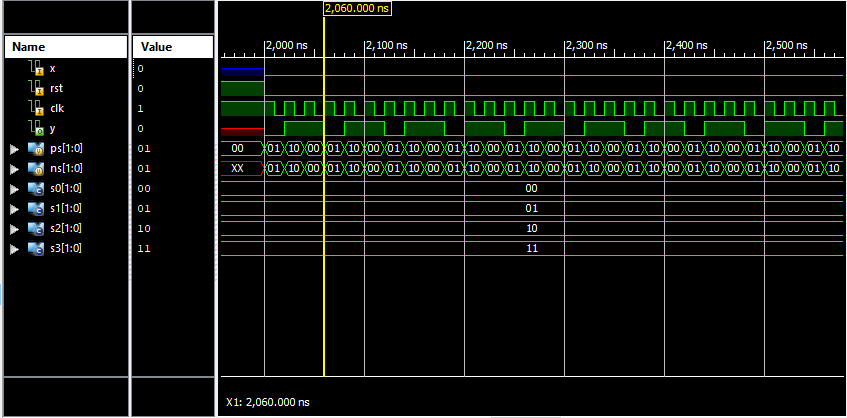 2,060.000 ns
2,000 ns 2,100 ns 2,200 ns 2,300 ns 2,400 ns 2,500 ns
Name Value
x 0
rst 0
clk 1
y 0
ps[1:0] 01 00 01 10 00 01 10 00 01 10 00 01 10 00 01 10 00 01 10 00 01 10 00 01 10 00 01 10 00 01 10
ns[1:0] 01 XX 01 10 00 01 10 00 01 10 00 01 10 00 01 10 00 01 10 00 01 10 00 01 10 00 01 10 00 01 10
s0[1:0] 00 00
s1[1:0] 01 01
s2[1:0] 10 10
s3[1:0] 11 11
X1: 2,060.000 ns